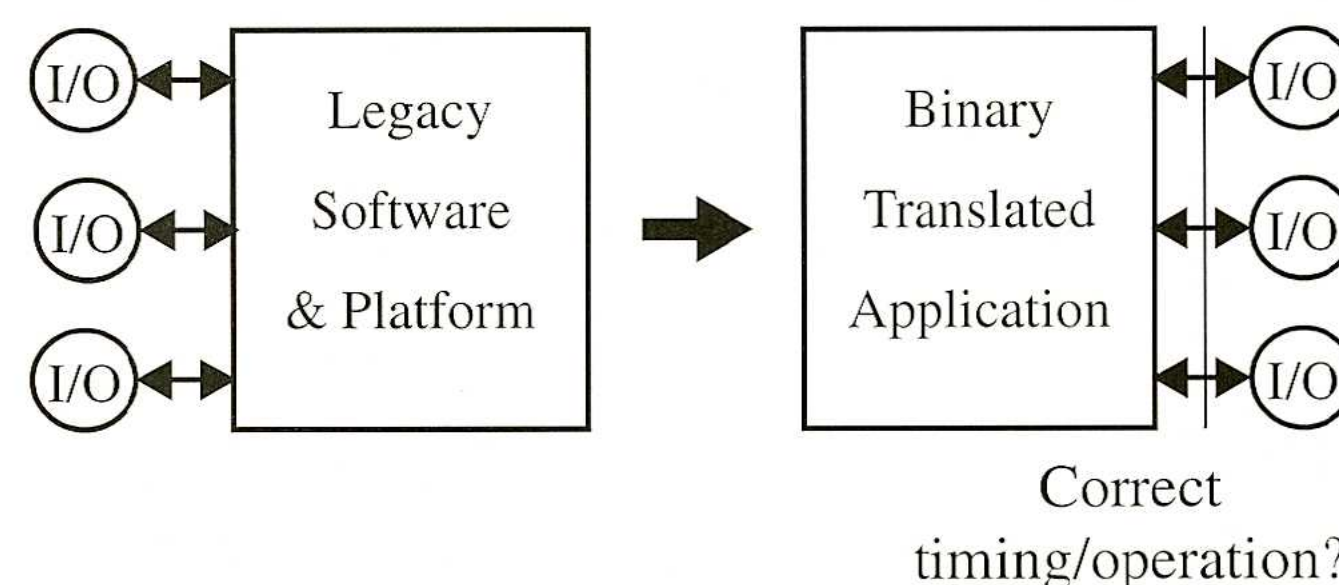 I/O
I/O
I/O
Legacy
Software
& Platform
Binary
Translated
Application
I/O
I/O
I/O
Correct
timing/operation?